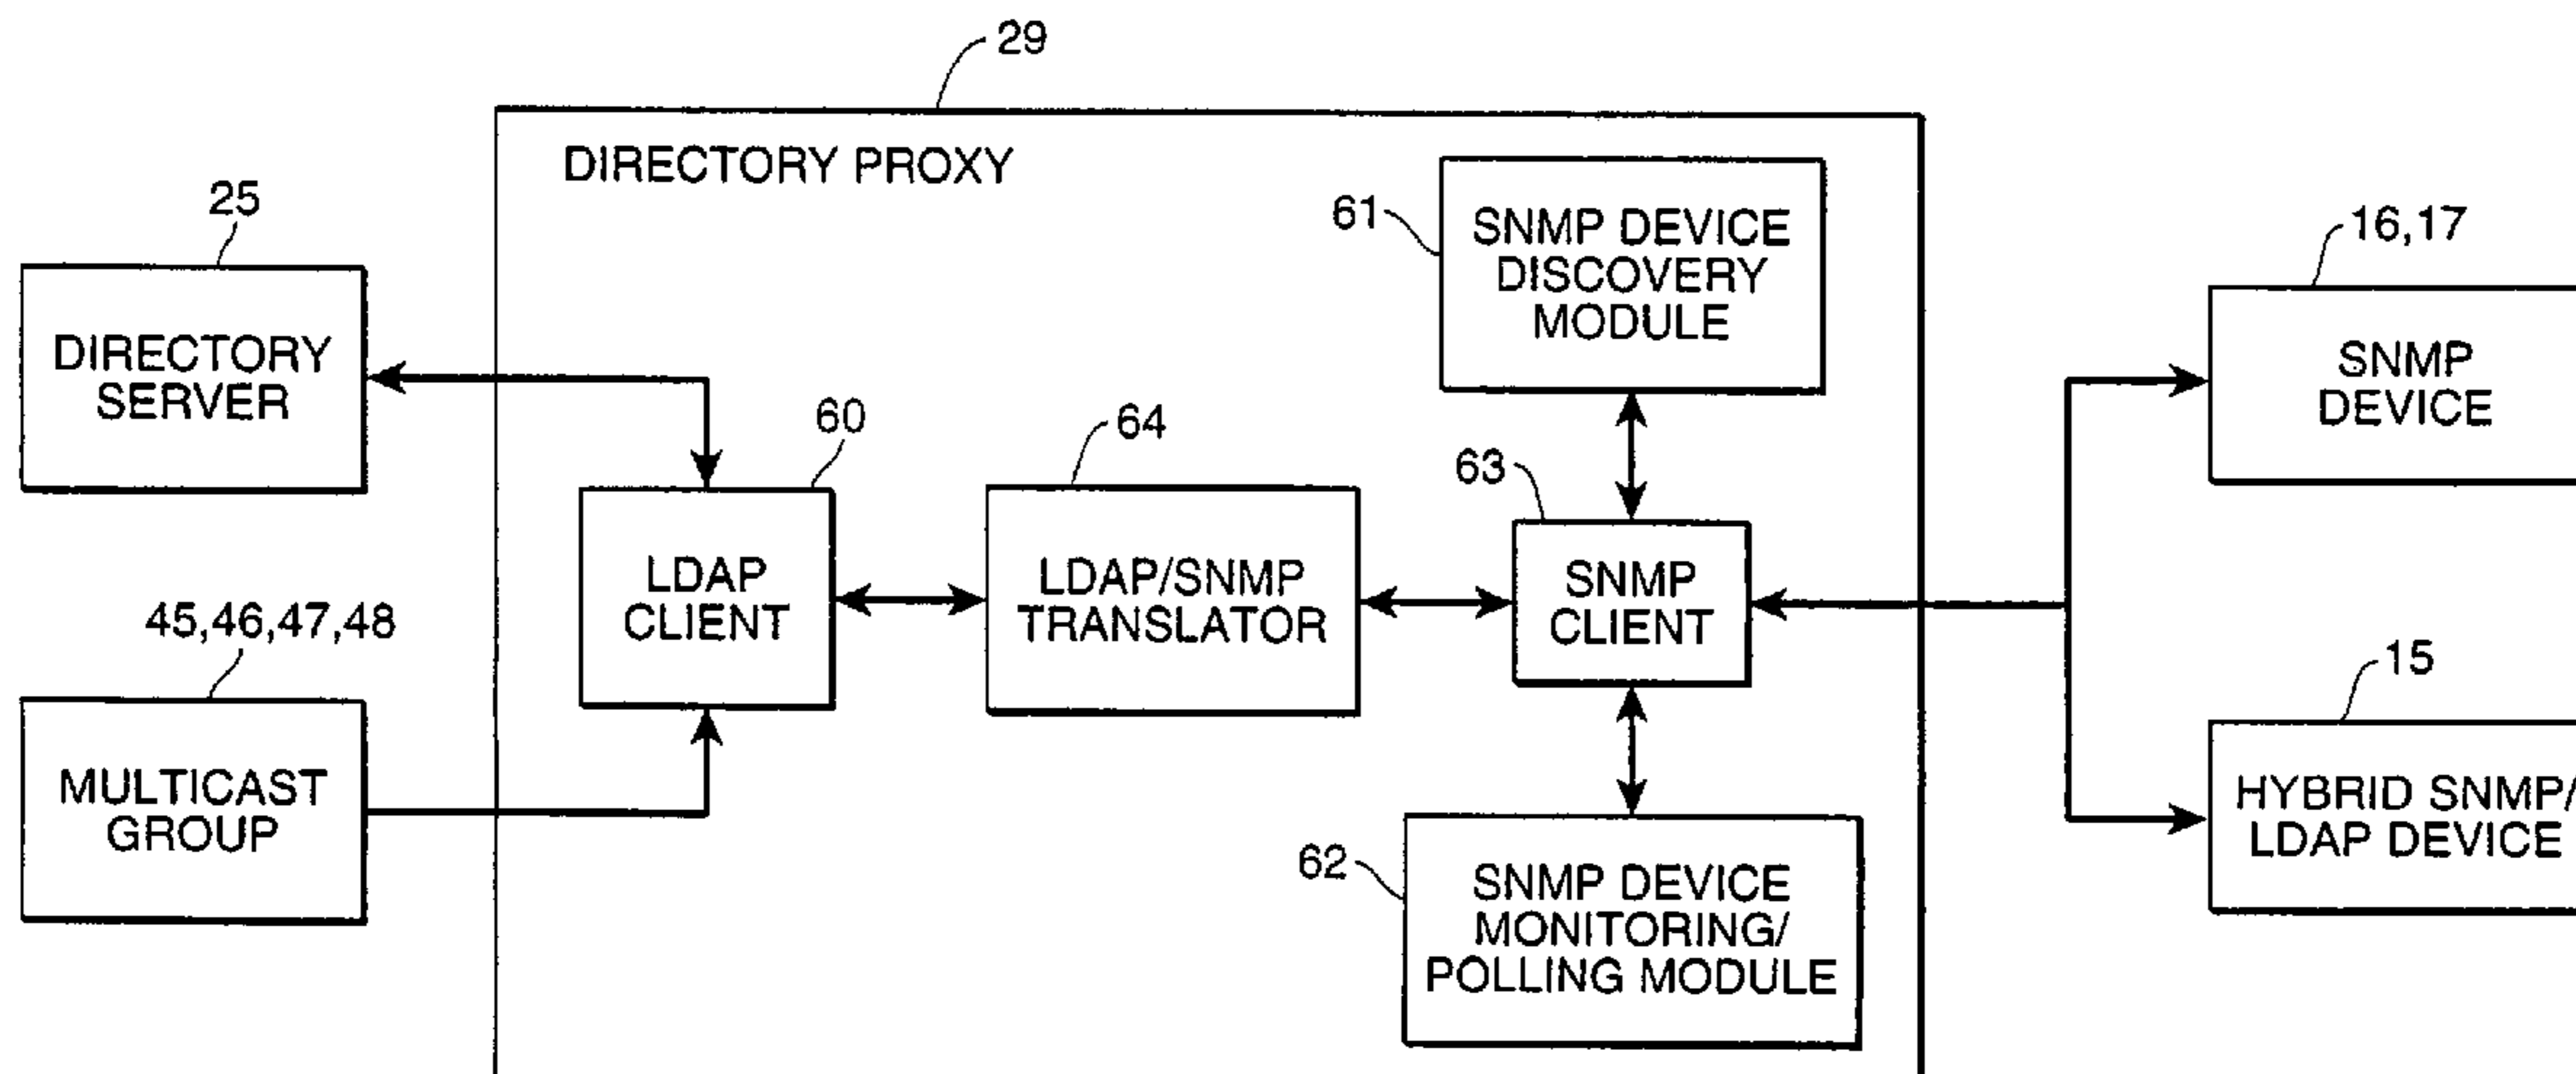 29
DIRECTORY PROXY
25
DIRECTORY
SERVER
61
SNMP DEVICE
DISCOVERY
MODULE
16,17
SNMP
DEVICE
60
LDAP
CLIENT
64
LDAP/SNMP
TRANSLATOR
63
SNMP
CLIENT
45,46,47,48
MULTICAST
GROUP
62
SNMP DEVICE
MONITORING/
POLLING MODULE
15
HYBRID SNMP/
LDAP DEVICE